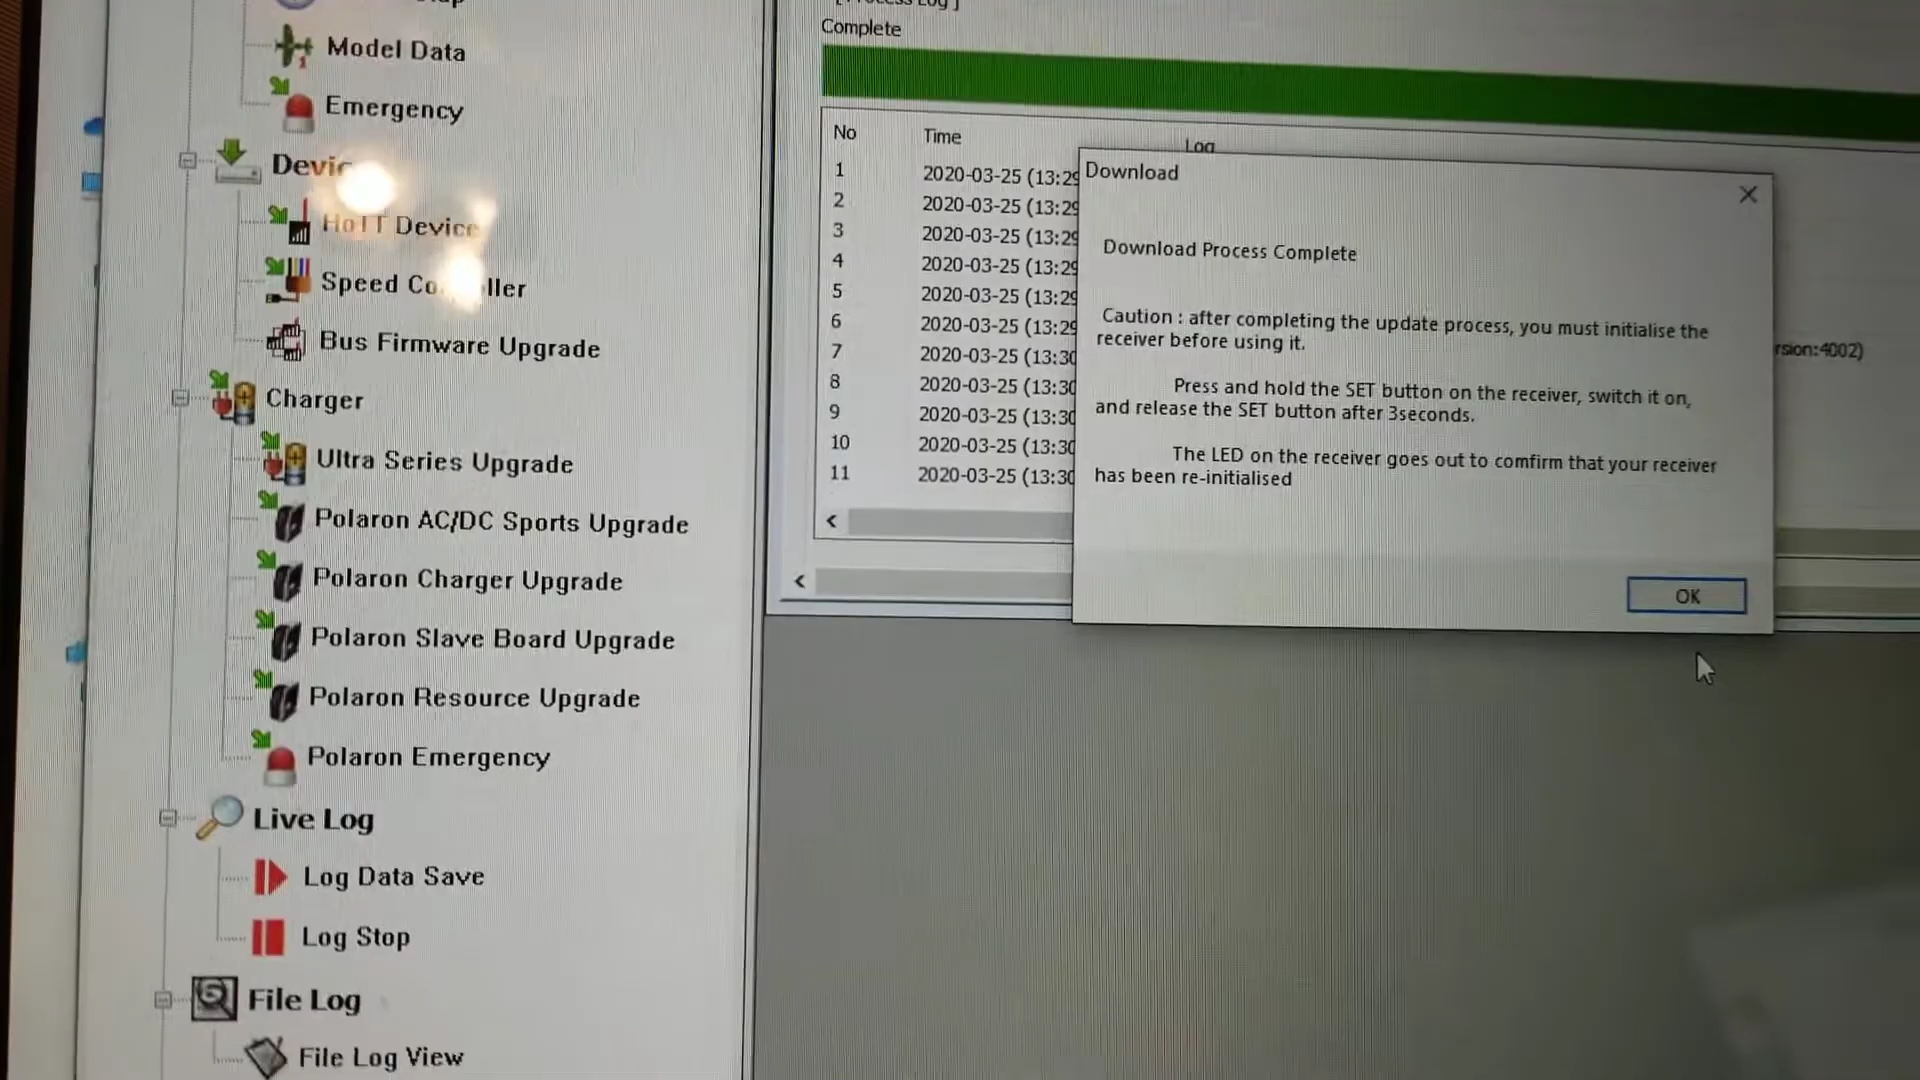 Model Data
Emergency
HoTT Device
Speed Co ller
Bus Firmware Upgrade
Charger
Ultra Series Upgrade
Polaron AC/DC Sports Upgrade
Polaron Charger Upgrade
Polaron Slave Board Upgrade
Polaron Resource Upgrade
Polaron Emergency
Live Log
Log Data Save
Log Stop
File Log
File Log View
Complete
No Time Log
1 2020-03-25 (13:29
2 2020-03-25 (13:29
3 2020-03-25 (13:29
4 2020-03-25 (13:29
5 2020-03-25 (13:29
6 2020-03-25 (13:29
7 2020-03-25 (13:30 rsion:4002)
8 2020-03-25 (13:30
9 2020-03-25 (13:30
10 2020-03-25 (13:30
11 2020-03-25 (13:30
Download
Download Process Complete
Caution : after completing the update process, you must initialise the
receiver before using it.
Press and hold the SET button on the receiver, switch it on,
and release the SET button after 3seconds.
The LED on the receiver goes out to comfirm that your receiver
has been re-initialised
OK